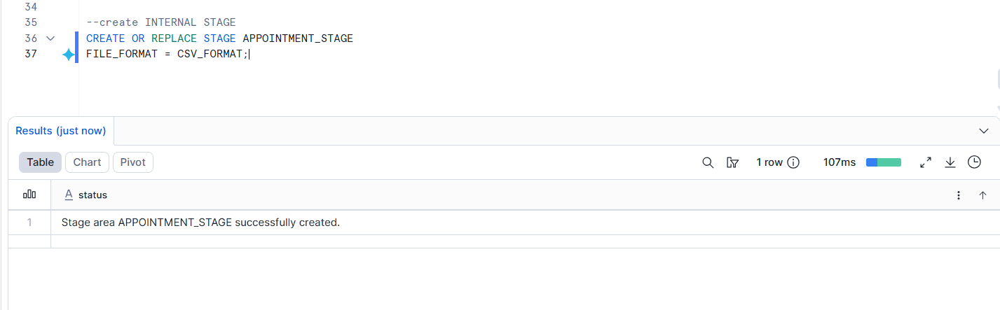 34
35 --create INTERNAL STAGE
36 CREATE OR REPLACE STAGE APPOINTMENT_STAGE
37 FILE_FORMAT = CSV_FORMAT;
Results (just now)
Table Chart Pivot 1 row 107ms
A status
1 Stage area APPOINTMENT_STAGE successfully created.